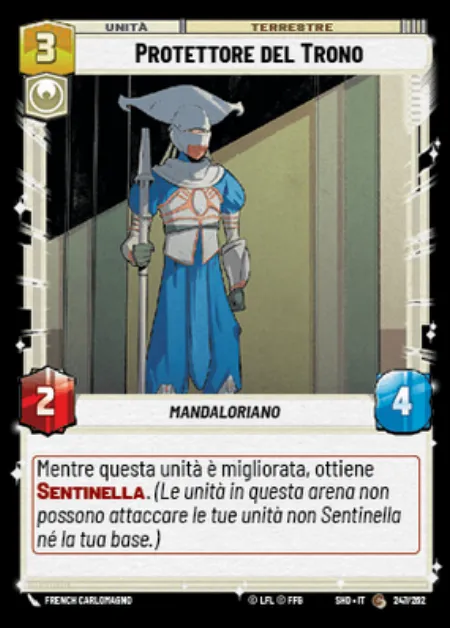 UNITÀ
TERRESTRE
3
PROTETTORE DEL TRONO
2
MANDALORIANO
4
Mentre questa unità è migliorata, ottiene
SENTINELLA. (Le unità in questa arena non
possono attaccare le tue unità non Sentinella
né la tua base.)
FRENCH CARLOMAGNO
© LFL © FFG
SHD • IT
247/262